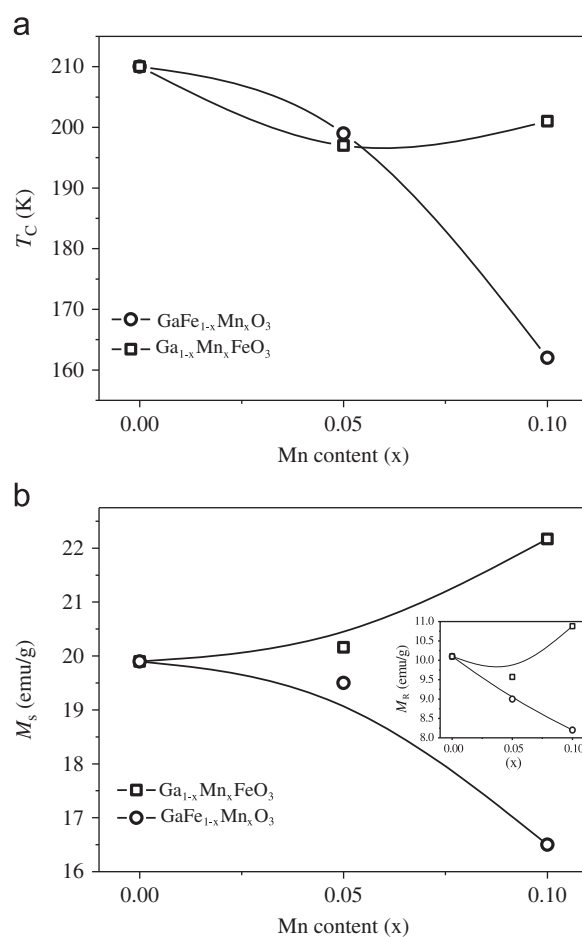 a
210
200
190
180
170
160
T_C (K)
GaFe_{1-x}Mn_xO_3
Ga_{1-x}Mn_xFeO_3
0.00 0.05 0.10
Mn content (x)
b
22
21
20
19
18
17
16
M_s (emu/g)
11.0
10.5
10.0
9.5
9.0
8.5
8.0
M_R (emu/g)
0.00 0.05 0.10
(x)
Ga_{1-x}Mn_xFeO_3
GaFe_{1-x}Mn_xO_3
0.00 0.05 0.10
Mn content (x)